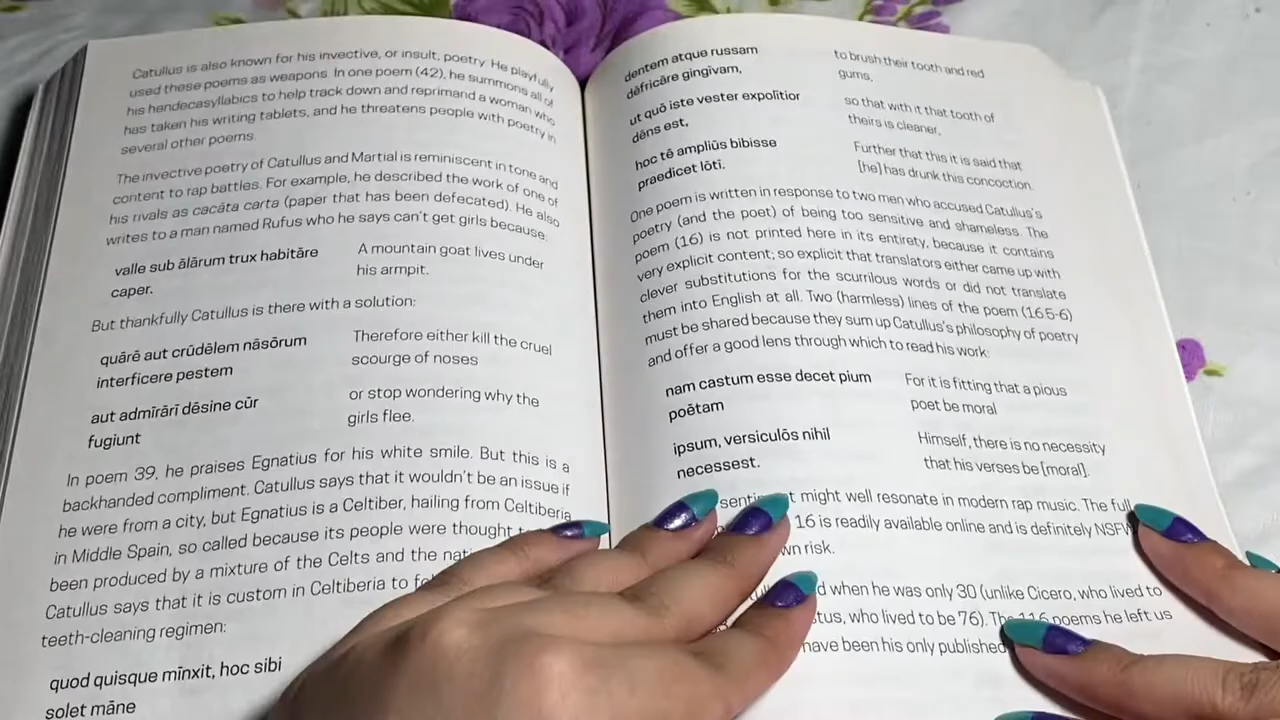 Catullus is also known for his invective, or insult, poetry. He playfully
used these poems as weapons. In one poem (42), he summons all of
his hendecasyllabics to help track down and reprimand a woman who
has taken his writing tablets, and he threatens people with poetry in
several other poems.
The invective poetry of Catullus and Martial is reminiscent in tone and
content to rap battles. For example, he described the work of one of
his rivals as cacāta carta (paper that has been defecated). He also
writes to a man named Rufus who he says can't get girls because:
valle sub ālārum trux habitāre
caper.
A mountain goat lives under
his armpit.
But thankfully Catullus is there with a solution:
quārē aut crūdēlem nāsōrum
interficere pestem
Therefore either kill the cruel
scourge of noses
aut admīrārī dēsine cūr
fugiunt
or stop wondering why the
girls flee.
In poem 39, he praises Egnatius for his white smile. But this is a
backhanded compliment. Catullus says that it wouldn't be an issue if
he were from a city, but Egnatius is a Celtiber, hailing from Celtiberia
in Middle Spain, so called because its people were thought
been produced by a mixture of the Celts and the
Catullus says that it is custom in Celtiberia to
teeth-cleaning regimen:
quod quisque mīnxit, hoc sibi
solet māne
dentem atque russam
dēfricāre gingīvam,
to brush their tooth and red
gums,
ut quō iste vester expolītior
dēns est,
so that with it that tooth of
theirs is cleaner,
hoc tē ampliūs bibisse
praedicet lōtī.
Further that this it is said that
[he] has drunk this concoction.
One poem is written in response to two men who accused Catullus's
poetry (and the poet) of being too sensitive and shameless. The
poem (16) is not printed here in its entirety, because it contains
very explicit content; so explicit that translators either came up with
clever substitutions for the scurrilous words or did not translate
them into English at all. Two (harmless) lines of the poem (16.5-6)
must be shared because they sum up Catullus's philosophy of poetry
and offer a good lens through which to read his work:
nam castum esse decet pium
poētam
For it is fitting that a pious
poet be moral
ipsum, versiculōs nihil
necessest.
Himself, there is no necessity
that his verses be [moral].
might well resonate in modern rap music. The full
16 is readily available online and is definitely NSFW
risk.
when he was only 30 (unlike Cicero, who lived to
who lived to be 76). The 116 poems he left us
have been his only published